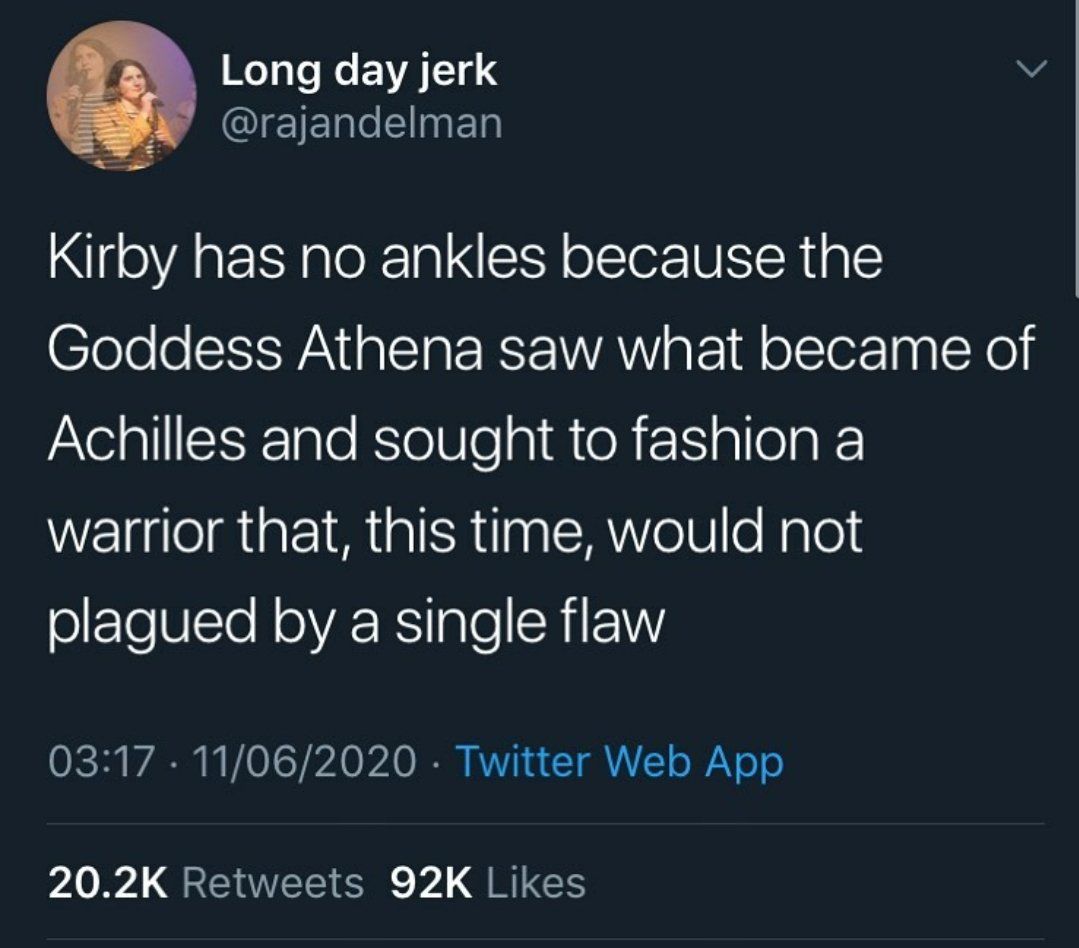 Long day jerk
@rajandelman
Kirby has no ankles because the
Goddess Athena saw what became of
Achilles and sought to fashion a
warrior that, this time, would not
plagued by a single flaw
03:17 · 11/06/2020 · Twitter Web App
20.2K Retweets 92K Likes